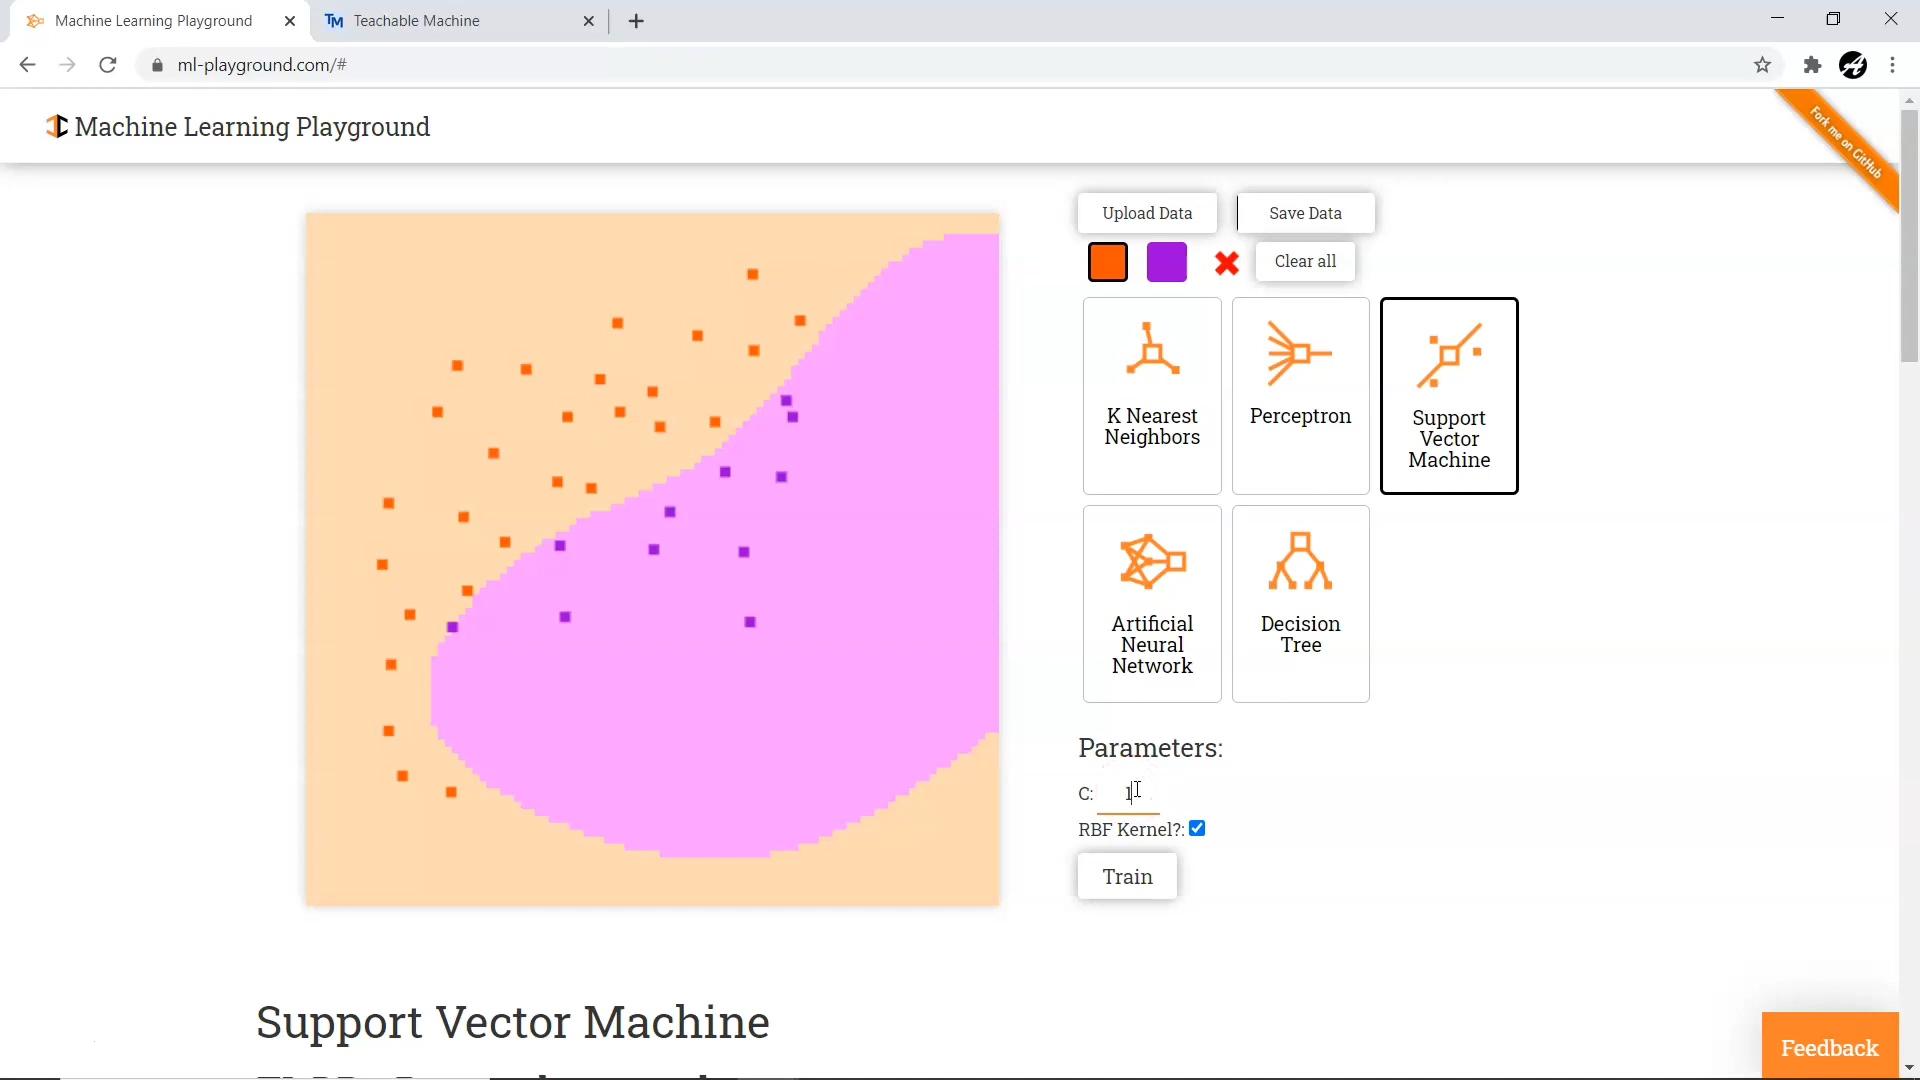 Machine Learning Playground
TM Teachable Machine
ml-playground.com/#
Machine Learning Playground
Fork me on GitHub
Upload Data
Save Data
Clear all
K Nearest
Neighbors
Perceptron
Support
Vector
Machine
Artificial
Neural
Network
Decision
Tree
Parameters:
C: 1
RBF Kernel?:
Train
Support Vector Machine
Feedback